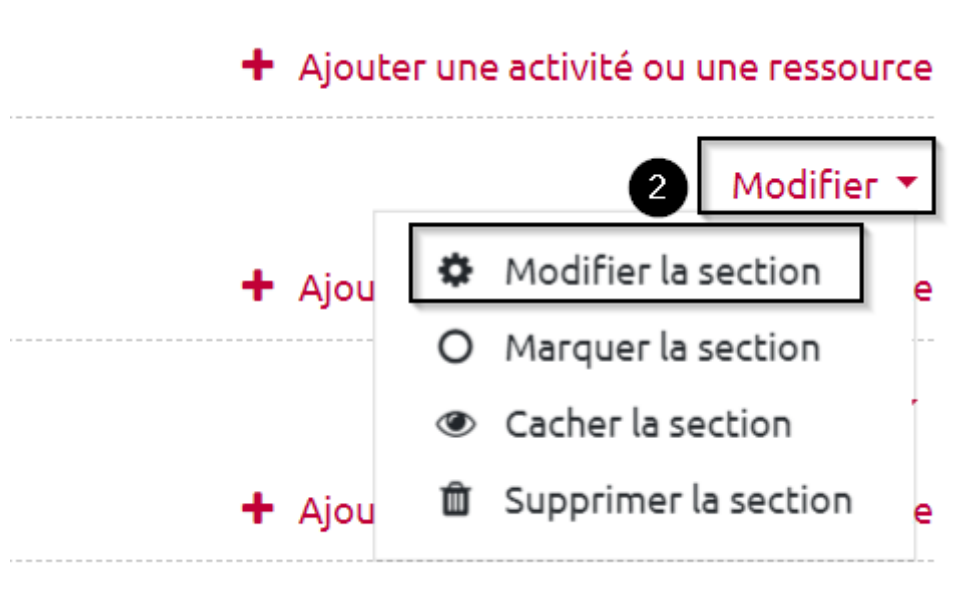 + Ajouter une activité ou une ressource
2 Modifier
Modifier la section
+ Ajou e
Marquer la section
Cacher la section
Supprimer la section
+ Ajou e